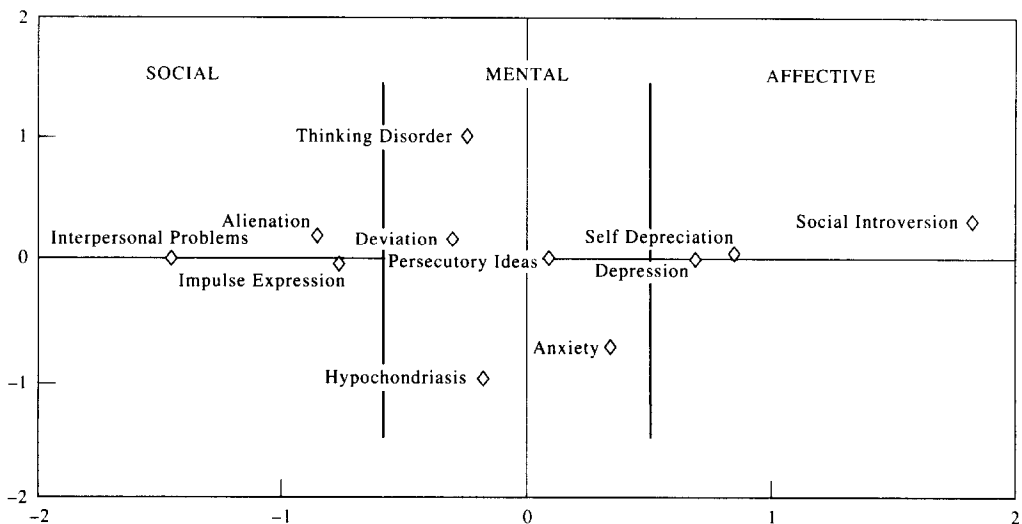 2
SOCIAL
MENTAL
AFFECTIVE
1
Thinking Disorder
Alienation
Social Introversion
Interpersonal Problems
Deviation
Self Depreciation
0
Persecutory Ideas
Impulse Expression
Depression
Anxiety
Hypochondriasis
−1
−2
−2
−1
0
1
2